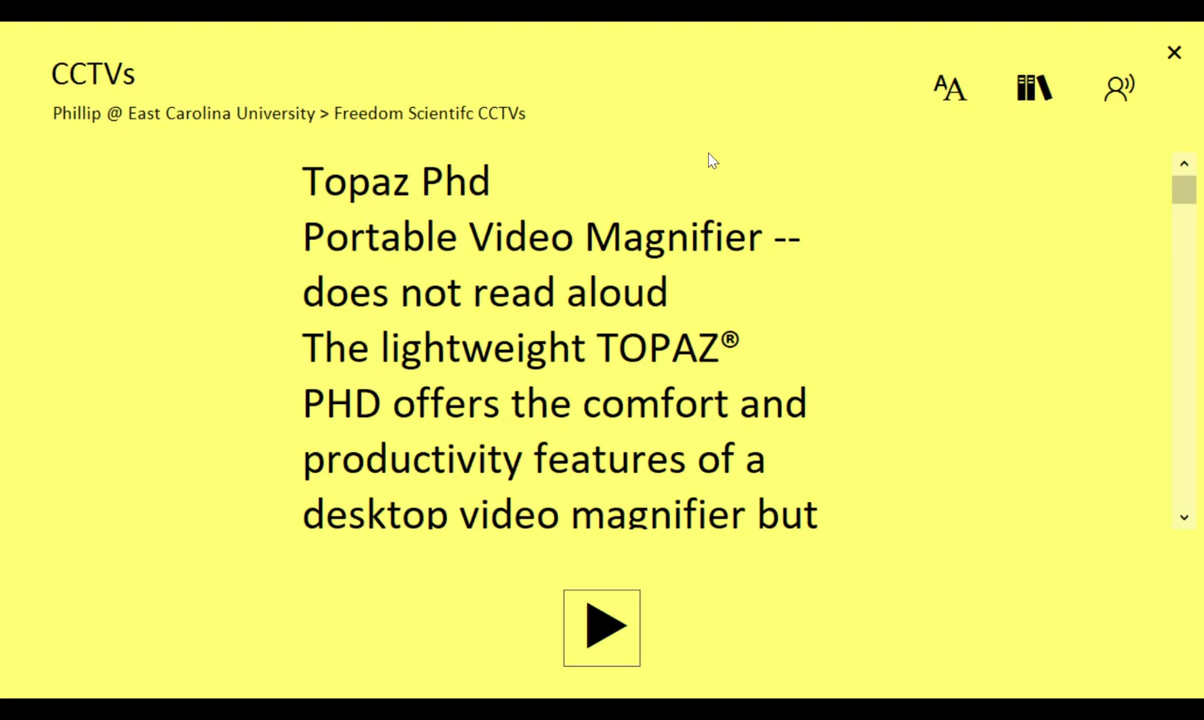 CCTVs
Phillip @ East Carolina University > Freedom Scientifc CCTVs
AA
Topaz Phd
Portable Video Magnifier --
does not read aloud
The lightweight TOPAZ®
PHD offers the comfort and
productivity features of a
desktop video magnifier but